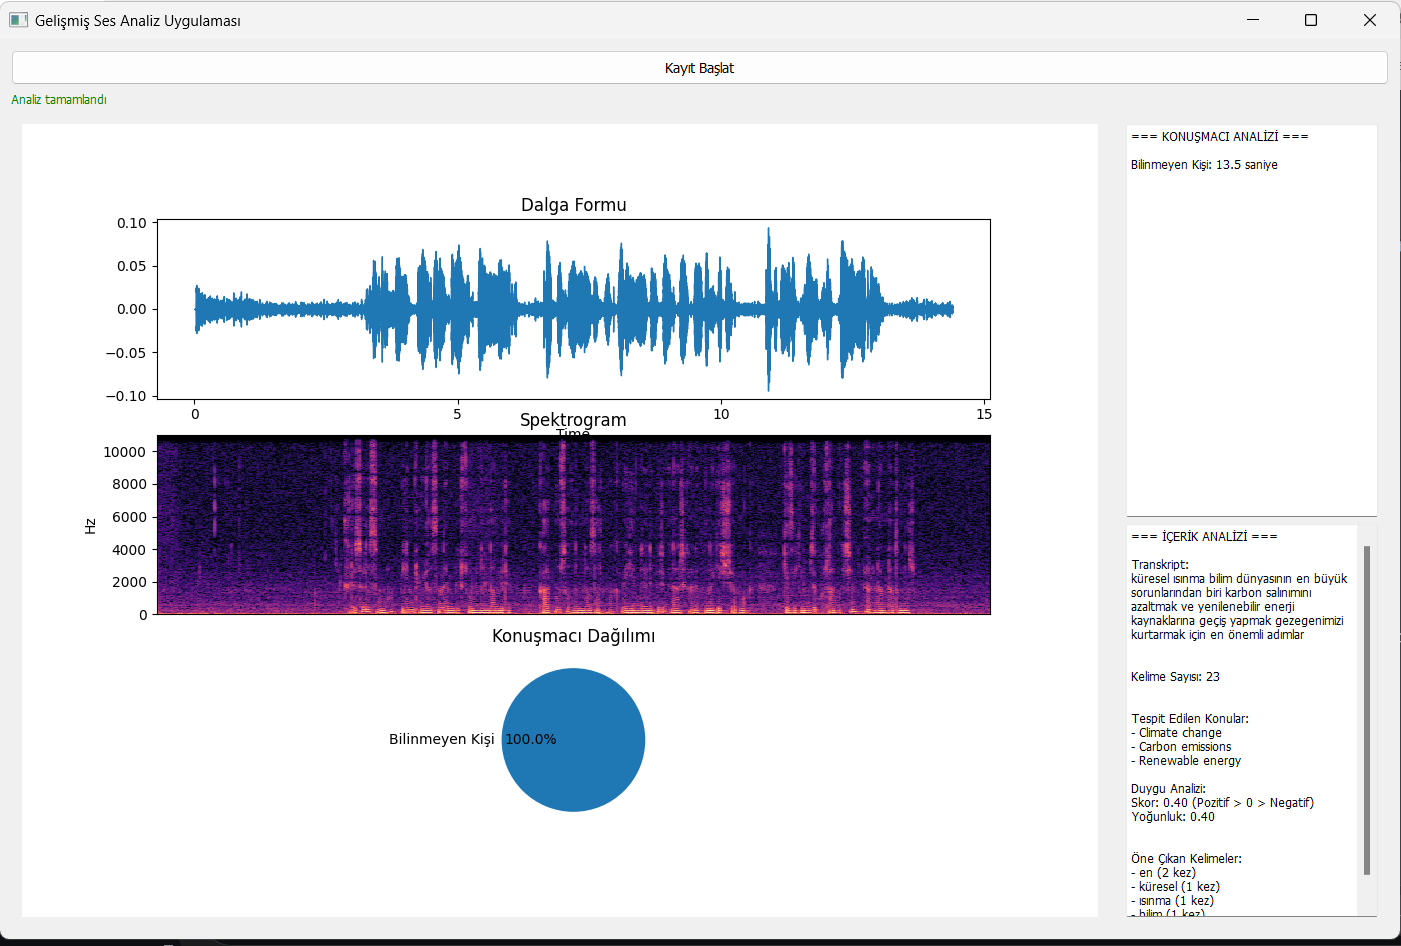 Gelişmiş Ses Analiz Uygulaması
Kayıt Başlat
Analiz tamamlandı
Dalga Formu
0.10
0.05
0.00
−0.05
−0.10
0 5 10 15
Time
Spektrogram
10000
8000
6000
4000
2000
0
Hz
Konuşmacı Dağılımı
Bilinmeyen Kişi 100.0%
=== KONUŞMACI ANALİZİ ===
Bilinmeyen Kişi: 13.5 saniye
=== İÇERİK ANALİZİ ===
Transkript:
küresel ısınma bilim dünyasının en büyük
sorunlarından biri karbon salınımını
azaltmak ve yenilenebilir enerji
kaynaklarına geçiş yapmak gezegenimizi
kurtarmak için en önemli adımlar
Kelime Sayısı: 23
Tespit Edilen Konular:
- Climate change
- Carbon emissions
- Renewable energy
Duygu Analizi:
Skor: 0.40 (Pozitif > 0 > Negatif)
Yoğunluk: 0.40
Öne Çıkan Kelimeler:
- en (2 kez)
- küresel (1 kez)
- ısınma (1 kez)
- bilim (1 kez)